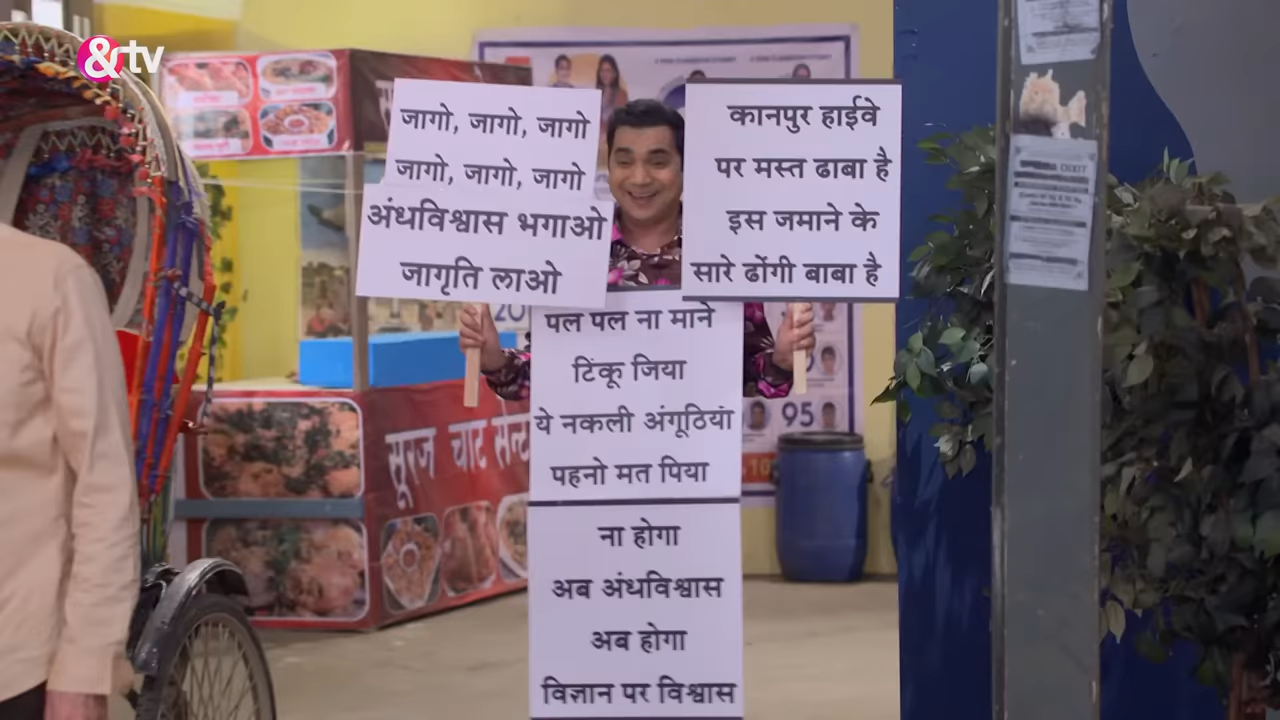 &tv
जागो, जागो, जागो
जागो, जागो, जागो
अंधविश्वास भगाओ
जागृति लाओ
कानपुर हाईवे
पर मस्त ढाबा है
इस जमाने के
सारे ढोंगी बाबा है
पल पल ना माने
टिंकू जिया
ये नकली अंगूठियां
पहनो मत पिया
ना होगा
अब अंधविश्वास
अब होगा
विज्ञान पर विश्वास
सूरज चाट सेन्ट
20
95